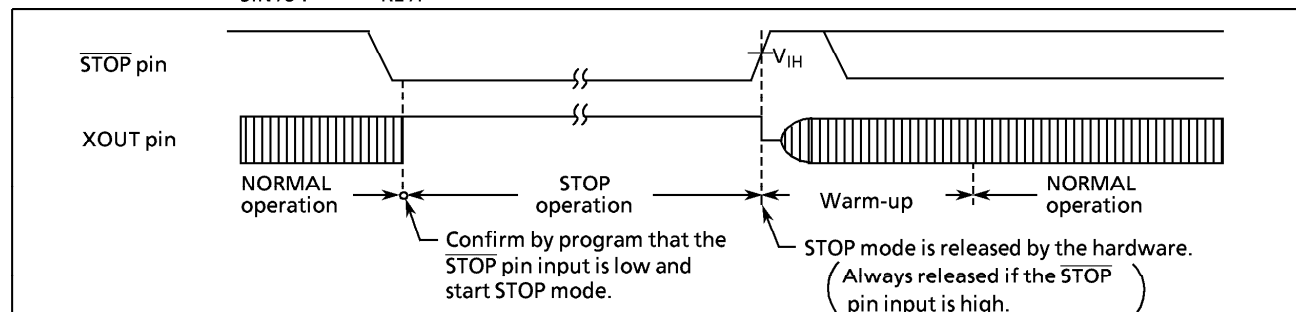 STOP pin
VIH
XOUT pin
NORMAL operation
STOP operation
Warm-up
NORMAL operation
Confirm by program that the
STOP pin input is low and
start STOP mode.
STOP mode is released by the hardware.
(Always released if the STOP
pin input is high.)